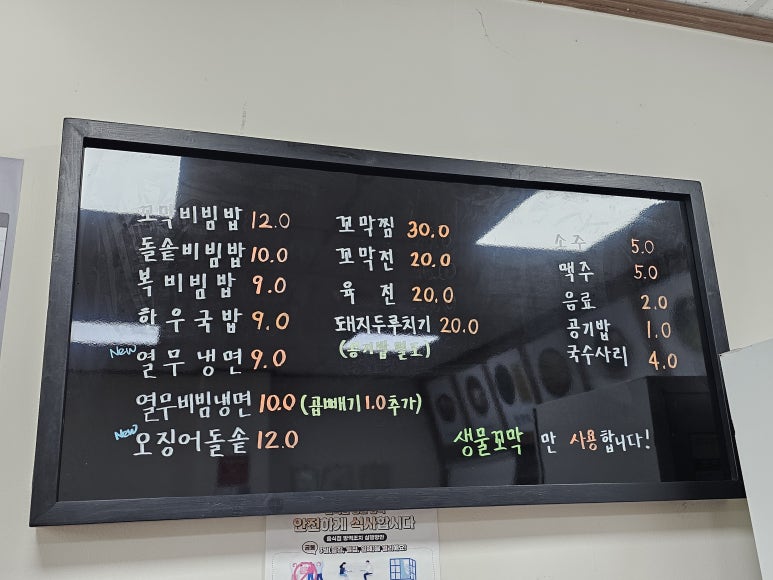 꼬막비빔밥 12.0
돌솥비빔밥 10.0
복비빔밥 9.0
한우국밥 9.0
New 열무냉면 9.0
열무비빔냉면 10.0 (곱빼기 1.0 추가)
New 오징어돌솥 12.0
꼬막찜 30.0
꼬막전 20.0
육전 20.0
돼지두루치기 20.0
(공기밥 별도)
소주 5.0
맥주 5.0
음료 2.0
공기밥 1.0
국수사리 4.0
생물꼬막 만 사용합니다!
안전하게 식사합시다